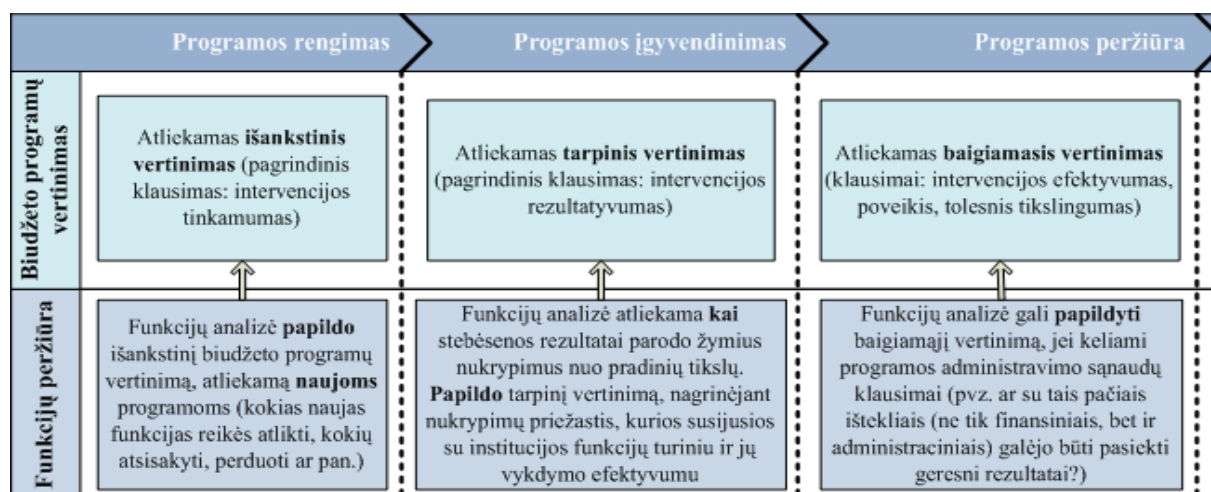 Programos rengimas
Programos įgyvendinimas
Programos peržiūra
Biudžeto programų
vertinimas
Atliekamas išankstinis
vertinimas (pagrindinis
klausimas: intervencijos
tinkamumas)
Atliekamas tarpinis vertinimas
(pagrindinis klausimas: intervencijos
rezultatyvumas)
Atliekamas baigiamasis vertinimas
(klausimai: intervencijos efektyvumas,
poveikis, tolesnis tikslingumas)
Funkcijų peržiūra
Funkcijų analizė papildo
išankstinį biudžeto programų
vertinimą, atliekamą naujoms
programoms (kokias naujas
funkcijas reikės atlikti, kokių
atsisakyti, perduoti ar pan.)
Funkcijų analizė atliekama kai
stebėsenos rezultatai parodo žymius
nukrypimus nuo pradinių tikslų.
Papildo tarpinį vertinimą, nagrinėjant
nukrypimų priežastis, kurios susijusios
su institucijos funkcijų turiniu ir jų
vykdymo efektyvumu
Funkcijų analizė gali papildyti
baigiamąjį vertinimą, jei keliami
programos administravimo sąnaudų
klausimai (pvz. ar su tais pačiais
ištekliais (ne tik finansiniais, bet ir
administraciniais) galėjo būti pasiekti
geresni rezultatai?)